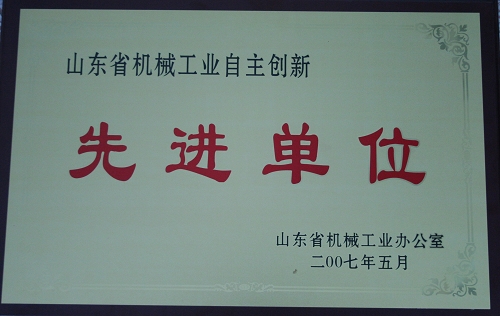 山东省机械工业自主创新
先进单位
山东省机械工业办公室
二00七年五月